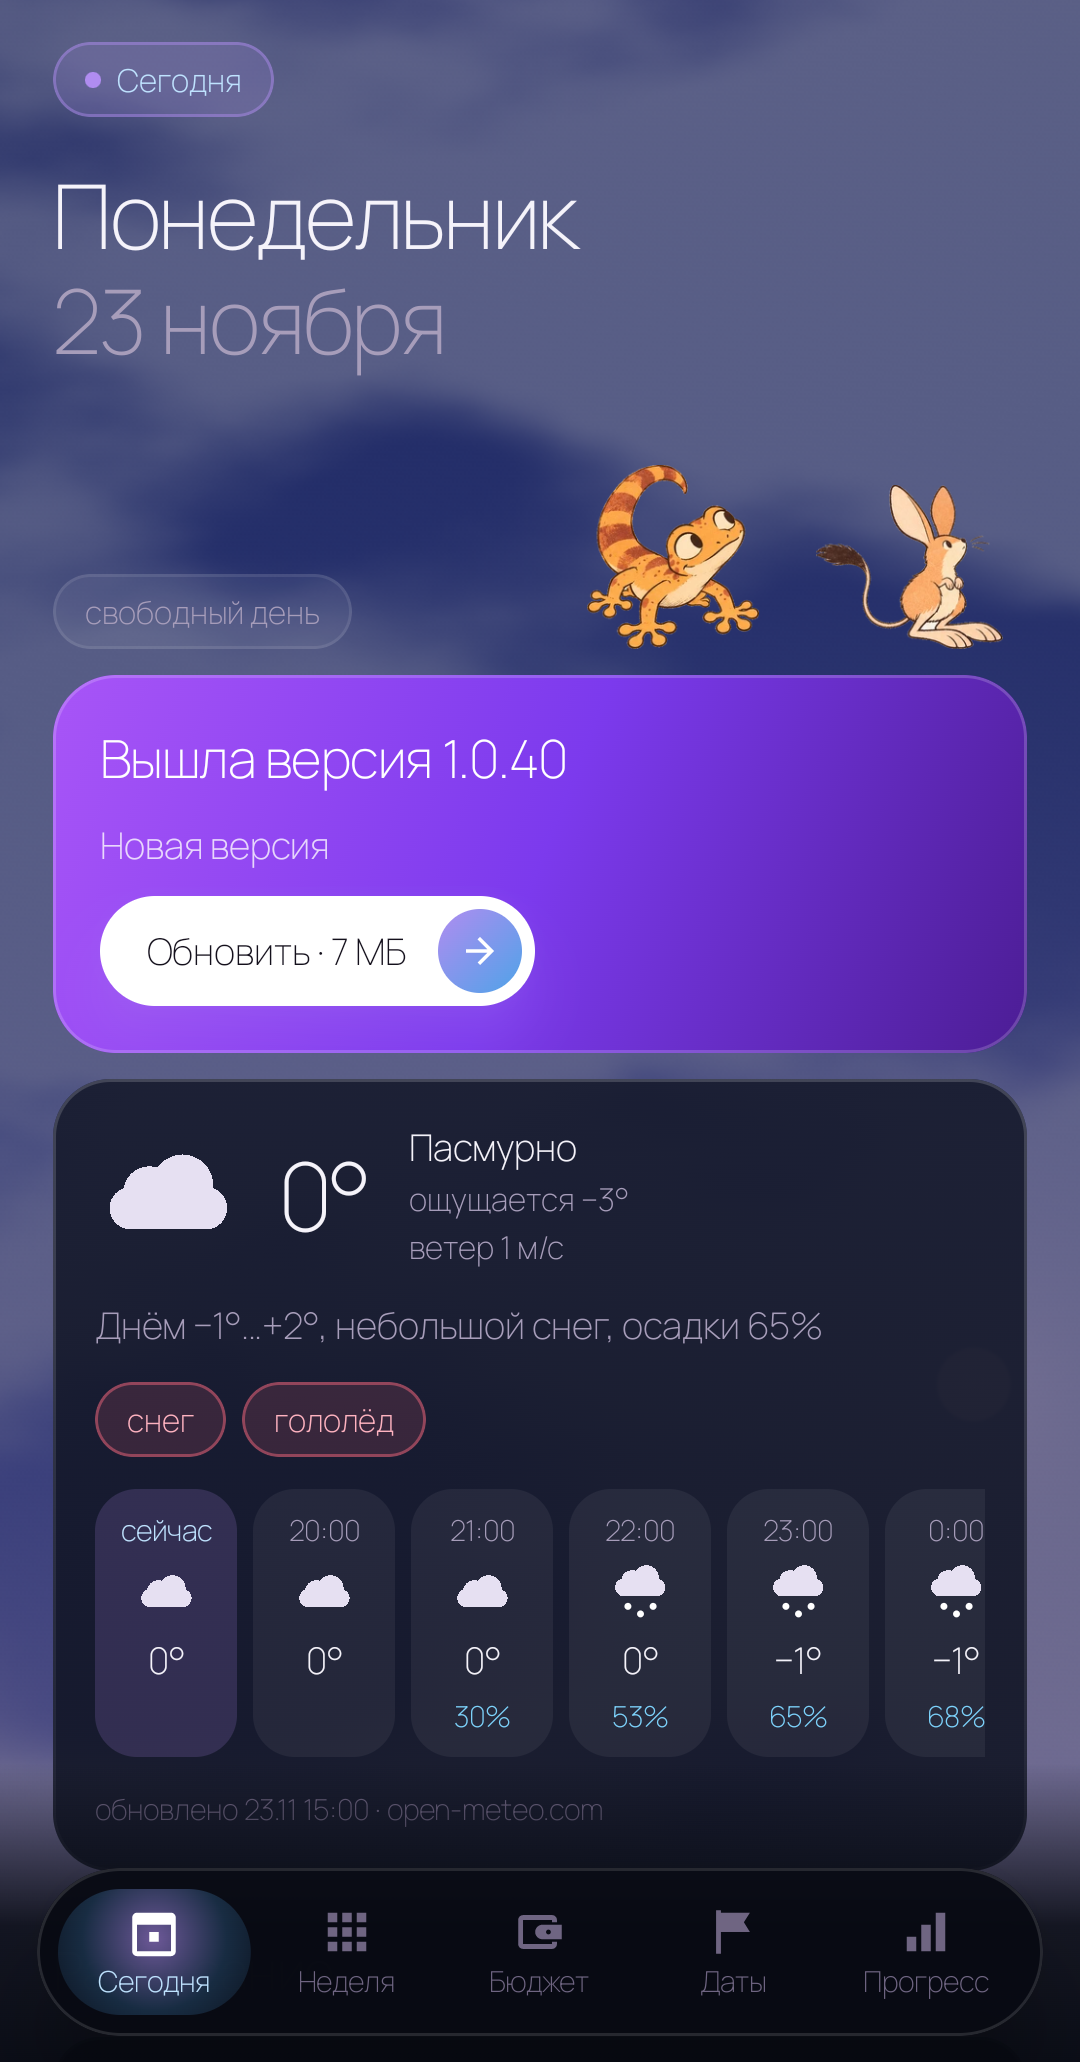 Сегодня
Понедельник
23 ноября
свободный день
Вышла версия 1.0.40
Новая версия
Обновить · 7 МБ
0°
Пасмурно
ощущается −3°
ветер 1 м/с
Днём −1°...+2°, небольшой снег, осадки 65%
снег гололёд
сейчас 20:00 21:00 22:00 23:00 0:00
0° 0° 0° 0° −1° −1°
30% 53% 65% 68%
обновлено 23.11 15:00 · open-meteo.com
Сегодня Неделя Бюджет Даты Прогресс